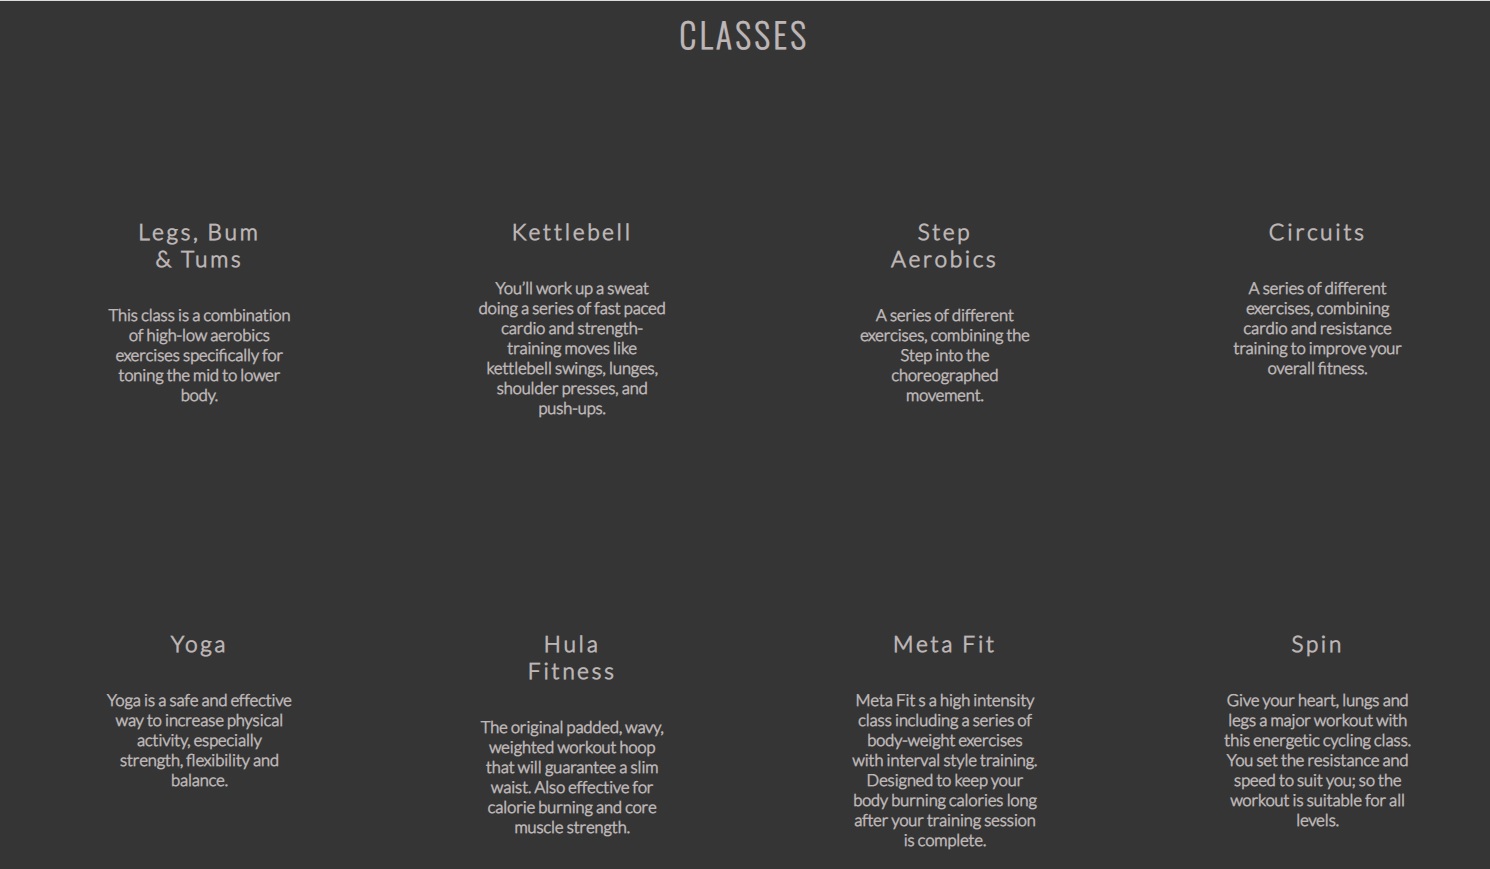 CLASSES
Legs, Bum
& Tums
This class is a combination
of high-low aerobics
exercises specifically for
toning the mid to lower
body.
Kettlebell
You'll work up a sweat
doing a series of fast paced
cardio and strength-
training moves like
kettlebell swings, lunges,
shoulder presses, and
push-ups.
Step
Aerobics
A series of different
exercises, combining the
Step into the
choreographed
movement.
Circuits
A series of different
exercises, combining
cardio and resistance
training to improve your
overall fitness.
Yoga
Yoga is a safe and effective
way to increase physical
activity, especially
strength, flexibility and
balance.
Hula
Fitness
The original padded, wavy,
weighted workout hoop
that will guarantee a slim
waist. Also effective for
calorie burning and core
muscle strength.
Meta Fit
Meta Fit s a high intensity
class including a series of
body-weight exercises
with interval style training.
Designed to keep your
body burning calories long
after your training session
is complete.
Spin
Give your heart, lungs and
legs a major workout with
this energetic cycling class.
You set the resistance and
speed to suit you; so the
workout is suitable for all
levels.